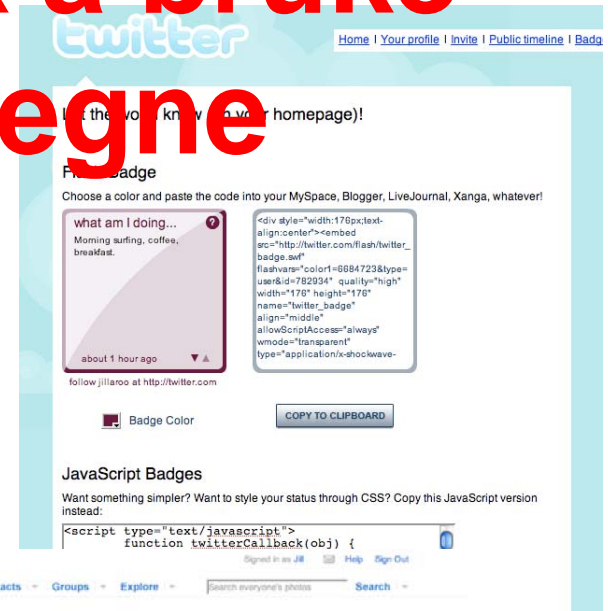 a bruke
twitter
Home | Your profile | Invite | Public timeline |
egne
homepage)!
Badge
Choose a color and paste the code into your MySpace, Blogger, LiveJournal, Xanga, whatever!
what am I doing... ?
Morning surfing, coffee,
breakfast.
about 1 hour ago
follow jillaroo at http://twitter.com
<div style="width:176px;text-
align:center"><embed
src="http://twitter.com/flash/twitter_
badge.swf"
flashvars="color1=6684723&type=
user&id=782934" quality="high"
width="176" height="176"
name="twitter_badge"
align="middle"
allowScriptAccess="always"
wmode="transparent"
type="application/x-shockwave-
Badge Color
COPY TO CLIPBOARD
JavaScript Badges
Want something simpler? Want to style your status through CSS? Copy this JavaScript version
instead:
<script type="text/javascript">
function twitterCallback(obj) {
Signed in as Jill Help Sign Out
acts Groups Explore Search everyone's photos Search